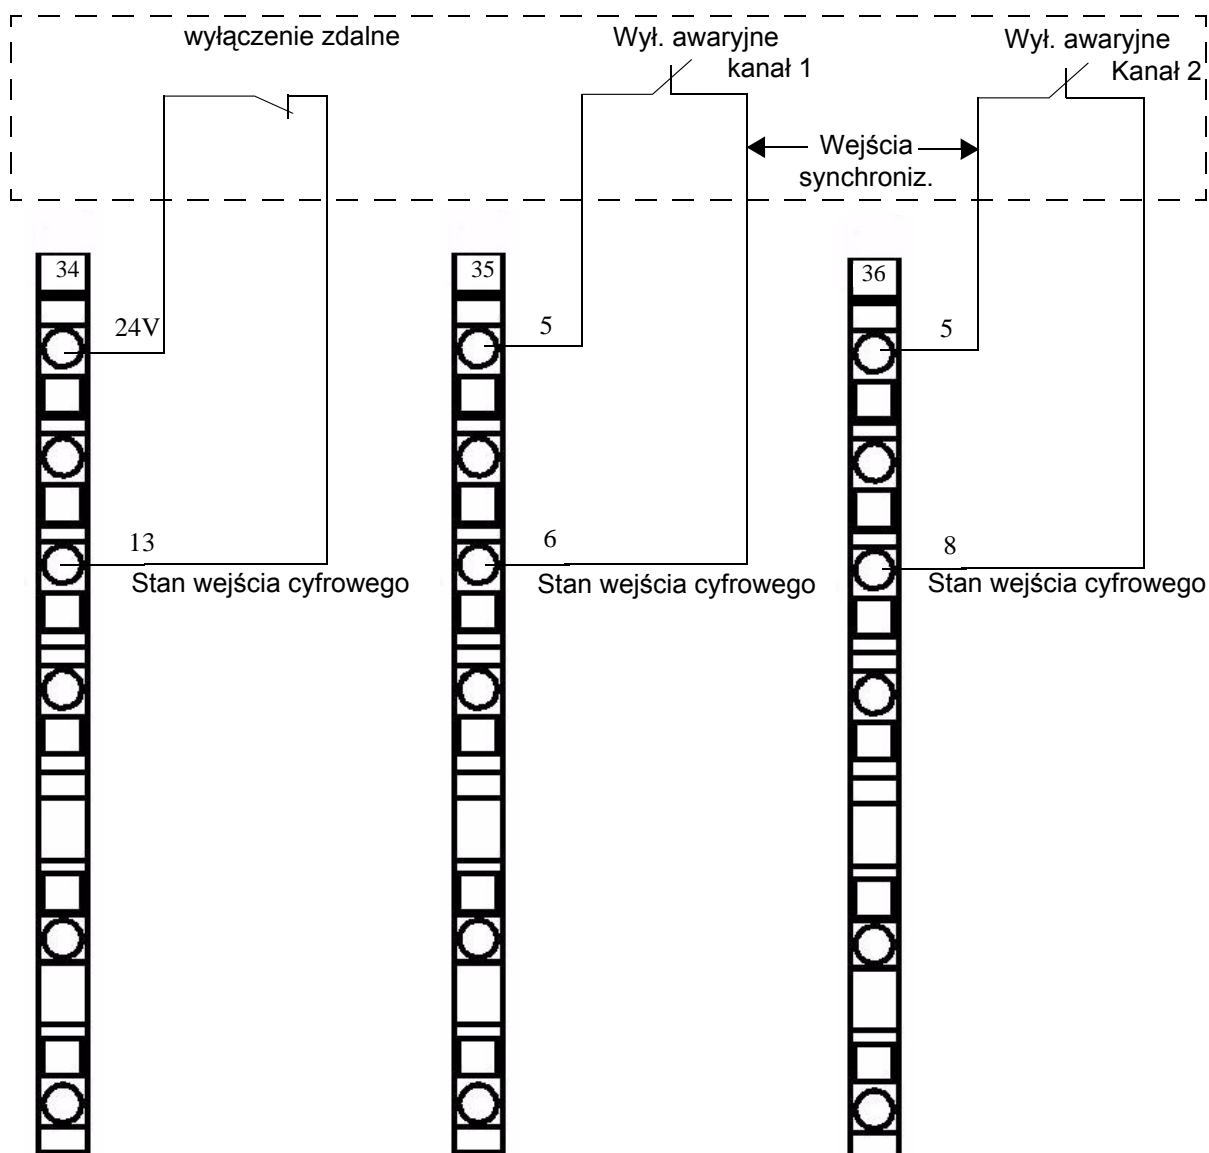 wyłączenie zdalne
Wył. awaryjne
kanał 1
Wył. awaryjne
Kanał 2
Wejścia
synchroniz.
34
35
36
24V
5
5
13
6
8
Stan wejścia cyfrowego
Stan wejścia cyfrowego
Stan wejścia cyfrowego